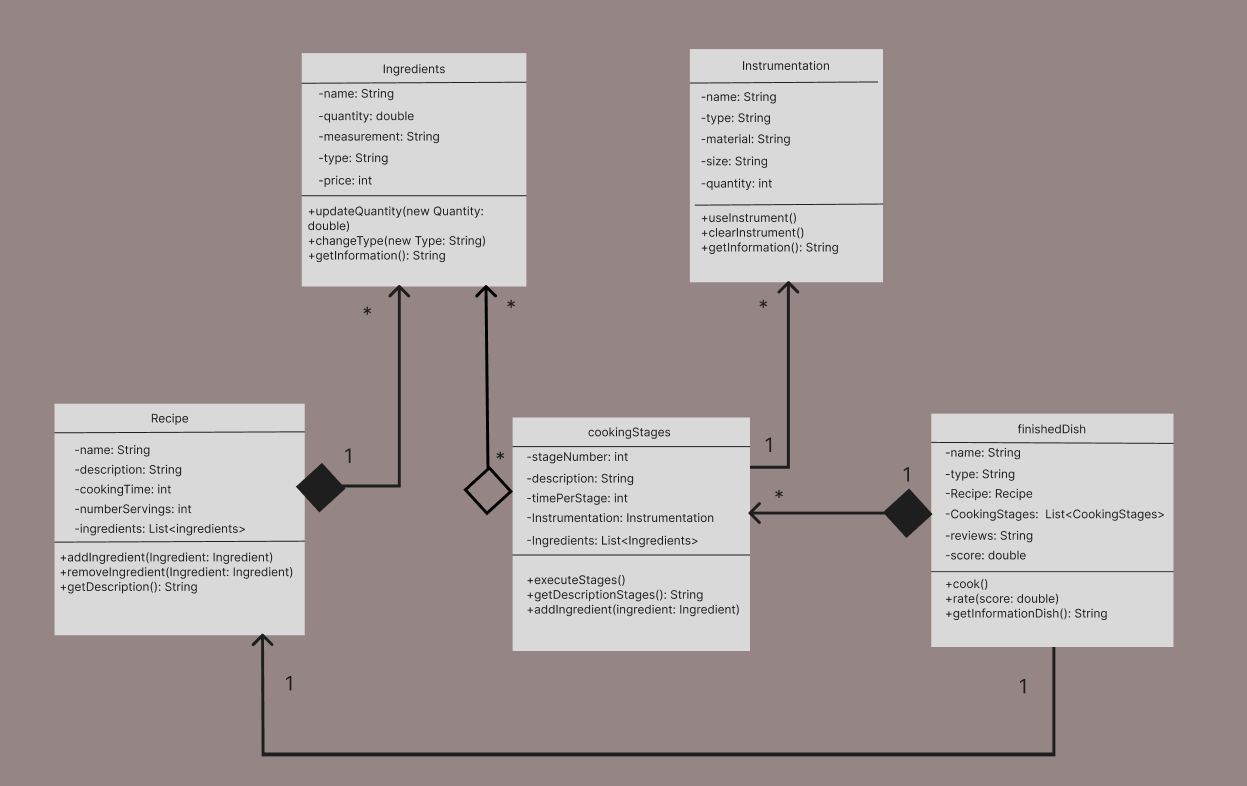 Ingredients
-name: String
-quantity: double
-measurement: String
-type: String
-price: int
+updateQuantity(new Quantity:
double)
+changeType(new Type: String)
+getInformation(): String
Instrumentation
-name: String
-type: String
-material: String
-size: String
-quantity: int
+useInstrument()
+clearInstrument()
+getInformation(): String
*
*
*
Recipe
-name: String
-description: String
-cookingTime: int
-numberServings: int
-ingredients: List<ingredients>
+addIngredient(Ingredient: Ingredient)
+removeIngredient(Ingredient: Ingredient)
+getDescription(): String
1
*
cookingStages
-stageNumber: int
-description: String
-timePerStage: int
-Instrumentation: Instrumentation
-Ingredients: List<Ingredients>
+executeStages()
+getDescriptionStages(): String
+addIngredient(ingredient: Ingredient)
1
*
1
finishedDish
-name: String
-type: String
-Recipe: Recipe
-CookingStages: List<CookingStages>
-reviews: String
-score: double
+cook()
+rate(score: double)
+getInformationDish(): String
1
1